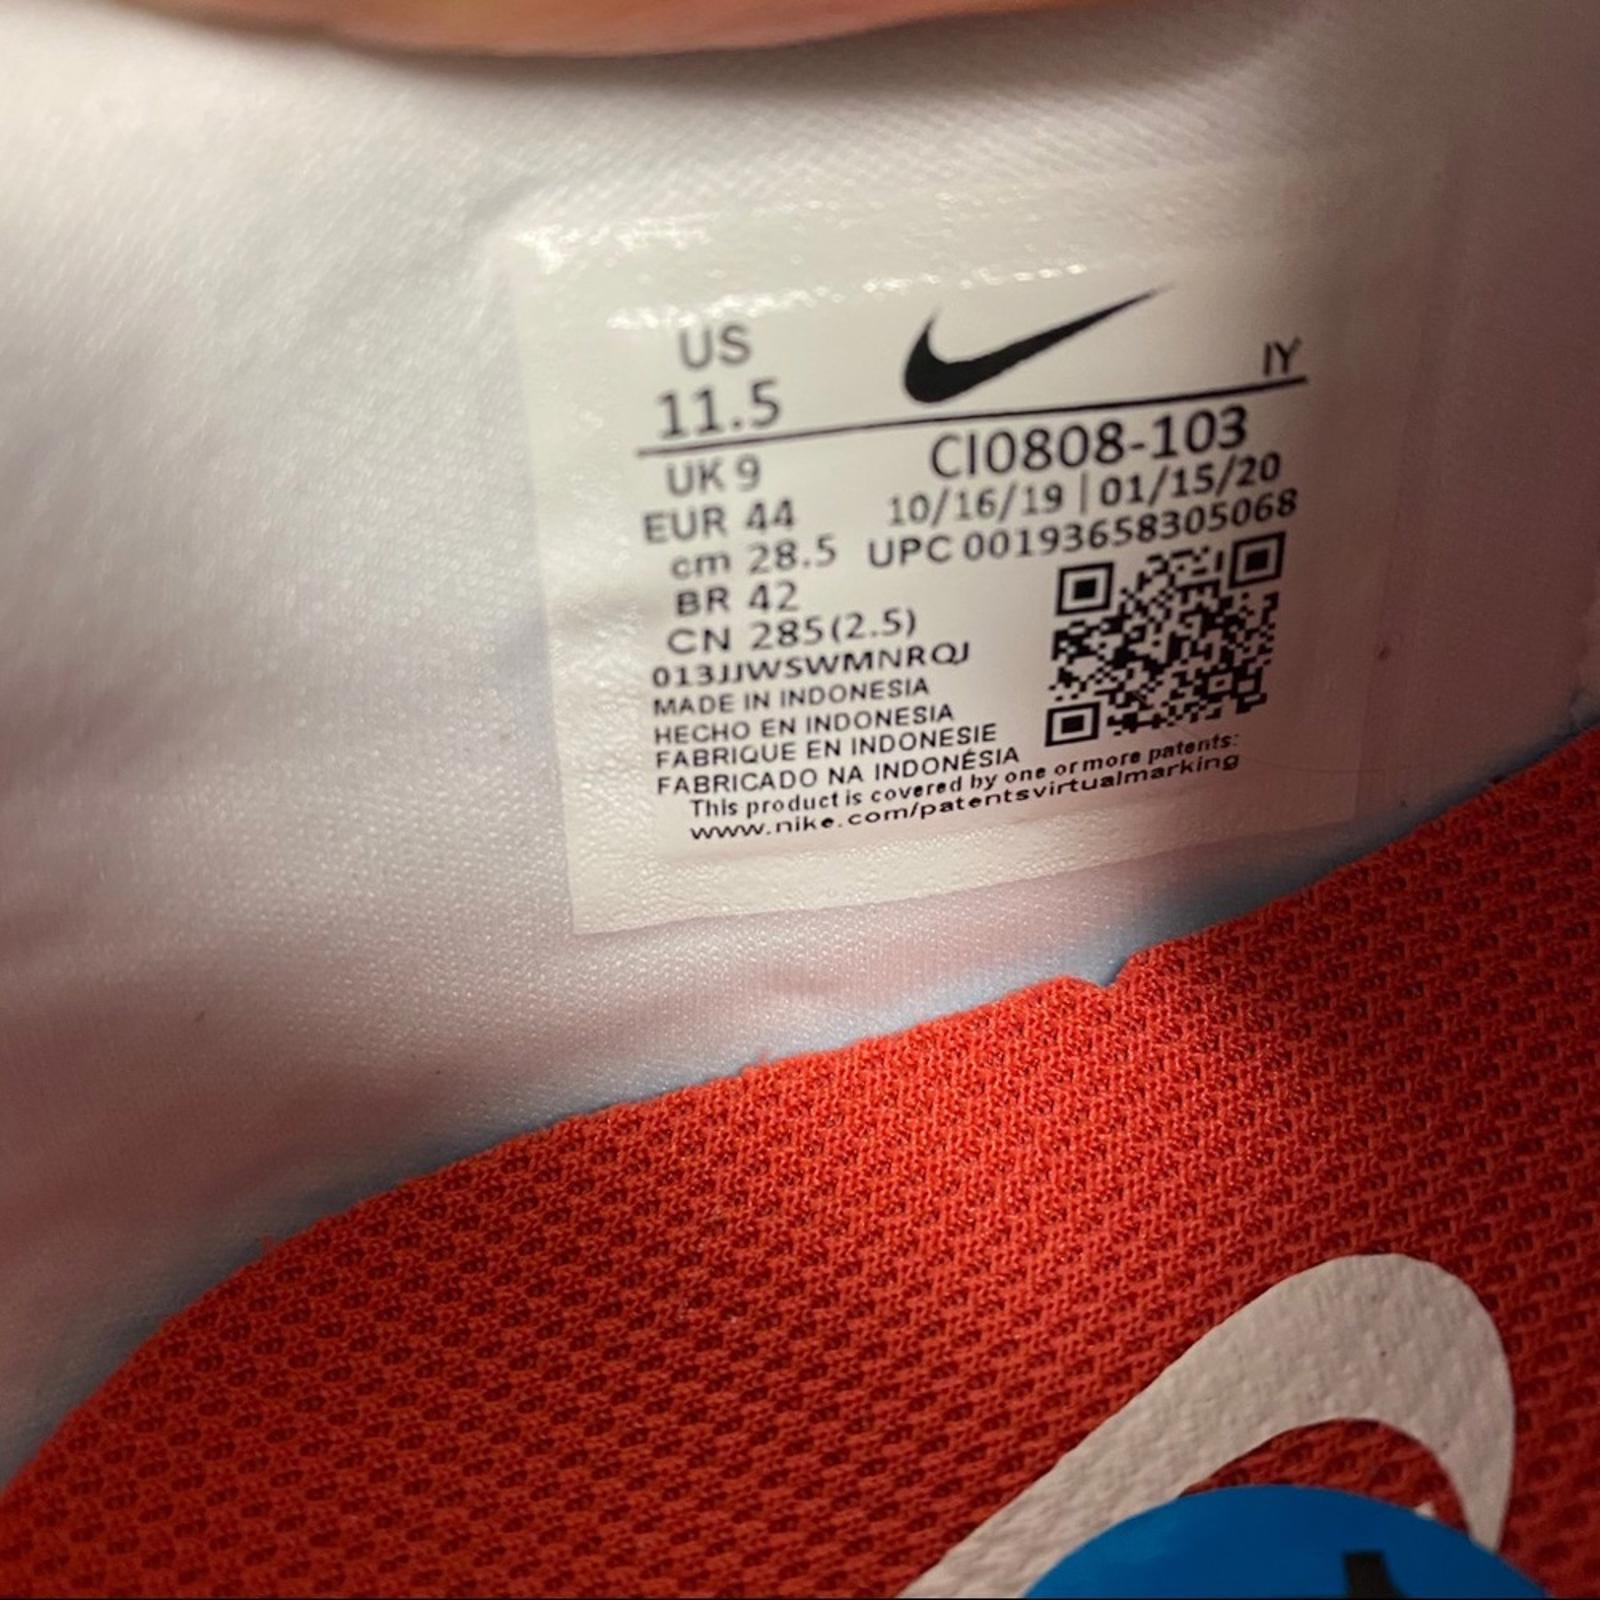 US
11.5
IY
UK 9
EUR 44
cm 28.5
BR 42
CN 285(2.5)
CI0808-103
10/16/19 | 01/15/20
UPC 00193658305068
013JJWSWMNRQJ
MADE IN INDONESIA
HECHO EN INDONESIA
FABRIQUE EN INDONESIE
FABRICADO NA INDONÉSIA
This product is covered by one or more patents:
www.nike.com/patentsvirtualmarking